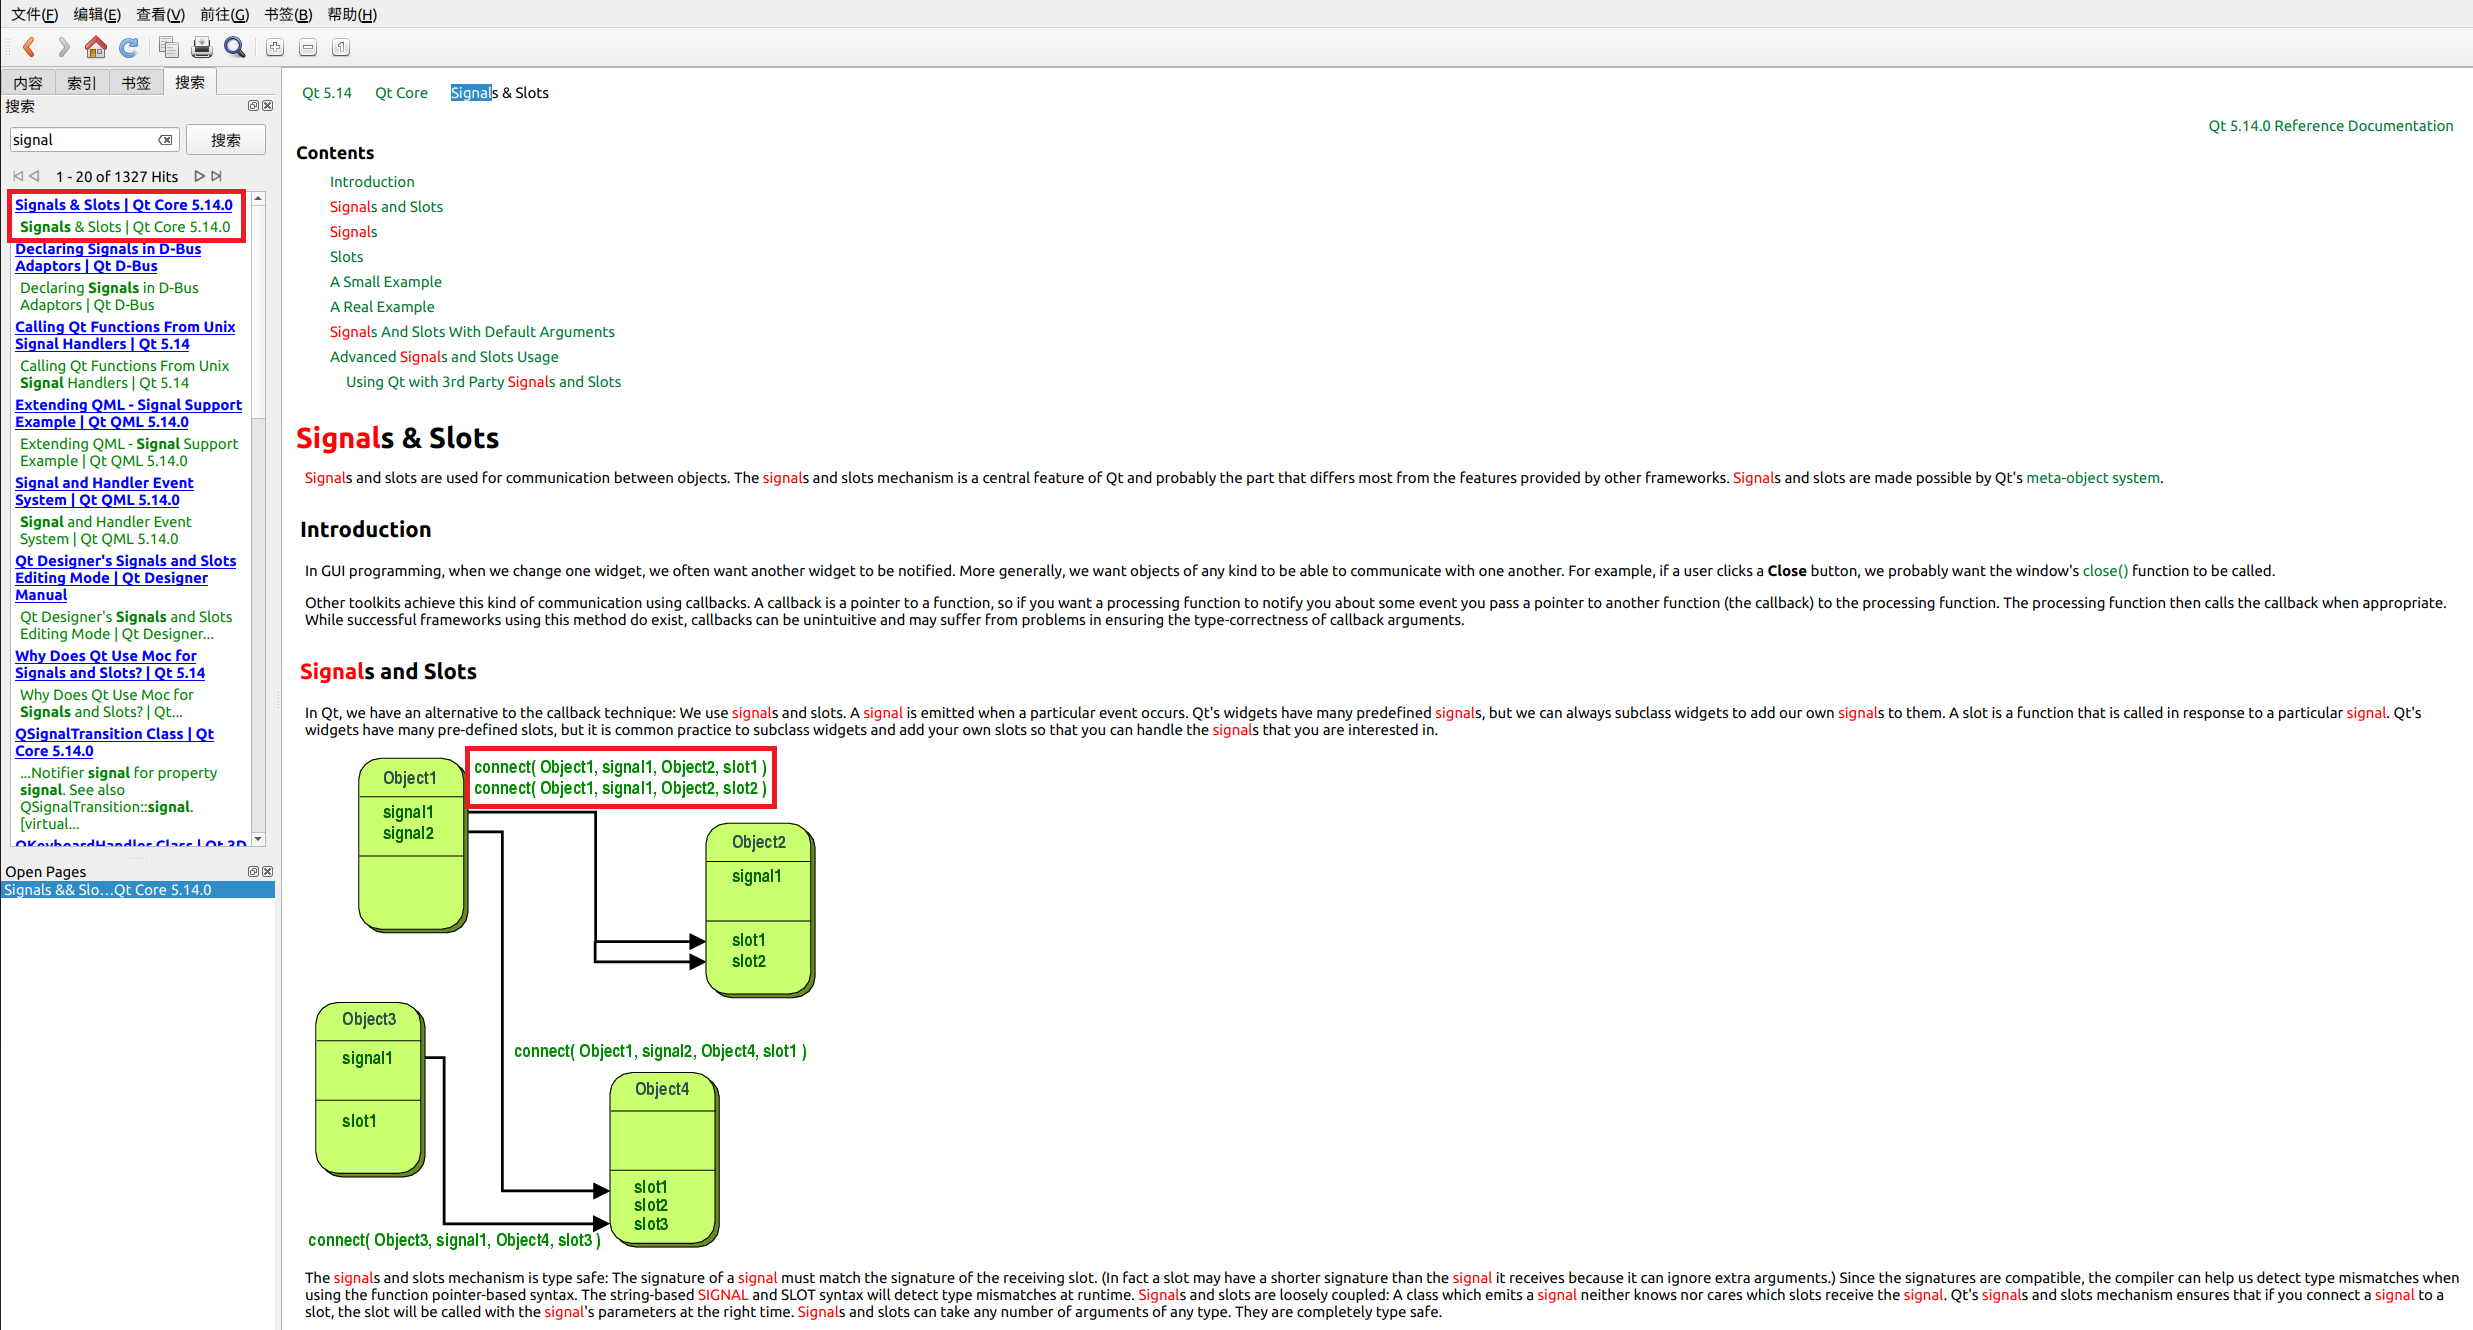 文件(F) 编辑(E) 查看(V) 前往(G) 书签(B) 帮助(H)
内容 索引 书签 搜索
搜索
signal 搜索
1 - 20 of 1327 Hits
Signals & Slots | Qt Core 5.14.0
Signals & Slots | Qt Core 5.14.0
Declaring Signals in D-Bus
Adaptors | Qt D-Bus
Declaring Signals in D-Bus
Adaptors | Qt D-Bus
Calling Qt Functions From Unix
Signal Handlers | Qt 5.14
Calling Qt Functions From Unix
Signal Handlers | Qt 5.14
Extending QML - Signal Support
Example | Qt QML 5.14.0
Extending QML - Signal Support
Example | Qt QML 5.14.0
Signal and Handler Event
System | Qt QML 5.14.0
Signal and Handler Event
System | Qt QML 5.14.0
Qt Designer's Signals and Slots
Editing Mode | Qt Designer
Manual
Qt Designer's Signals and Slots
Editing Mode | Qt Designer...
Why Does Qt Use Moc for
Signals and Slots? | Qt 5.14
Why Does Qt Use Moc for
Signals and Slots? | Qt...
QSignalTransition Class | Qt
Core 5.14.0
...Notifier signal for property
signal. See also
QSignalTransition::signal.
[virtual...
QKeyboardHandler Class | Qt 3D
Open Pages
Signals && Slo...Qt Core 5.14.0
Qt 5.14 Qt Core Signals & Slots
Qt 5.14.0 Reference Documentation
Contents
Introduction
Signals and Slots
Signals
Slots
A Small Example
A Real Example
Signals And Slots With Default Arguments
Advanced Signals and Slots Usage
Using Qt with 3rd Party Signals and Slots
Signals & Slots
Signals and slots are used for communication between objects. The signals and slots mechanism is a central feature of Qt and probably the part that differs most from the features provided by other frameworks. Signals and slots are made possible by Qt's meta-object system.
Introduction
In GUI programming, when we change one widget, we often want another widget to be notified. More generally, we want objects of any kind to be able to communicate with one another. For example, if a user clicks a Close button, we probably want the window's close() function to be called.
Other toolkits achieve this kind of communication using callbacks. A callback is a pointer to a function, so if you want a processing function to notify you about some event you pass a pointer to another function (the callback) to the processing function. The processing function then calls the callback when appropriate.
While successful frameworks using this method do exist, callbacks can be unintuitive and may suffer from problems in ensuring the type-correctness of callback arguments.
Signals and Slots
In Qt, we have an alternative to the callback technique: We use signals and slots. A signal is emitted when a particular event occurs. Qt's widgets have many predefined signals, but we can always subclass widgets to add our own signals to them. A slot is a function that is called in response to a particular signal. Qt's
widgets have many pre-defined slots, but it is common practice to subclass widgets and add your own slots so that you can handle the signals that you are interested in.
Object1
signal1
signal2
connect( Object1, signal1, Object2, slot1 )
connect( Object1, signal1, Object2, slot2 )
Object2
signal1
slot1
slot2
Object3
signal1
slot1
connect( Object1, signal2, Object4, slot1 )
Object4
slot1
slot2
slot3
connect( Object3, signal1, Object4, slot3 )
The signals and slots mechanism is type safe: The signature of a signal must match the signature of the receiving slot. (In fact a slot may have a shorter signature than the signal it receives because it can ignore extra arguments.) Since the signatures are compatible, the compiler can help us detect type mismatches when
using the function pointer-based syntax. The string-based SIGNAL and SLOT syntax will detect type mismatches at runtime. Signals and slots are loosely coupled: A class which emits a signal neither knows nor cares which slots receive the signal. Qt's signals and slots mechanism ensures that if you connect a signal to a
slot, the slot will be called with the signal's parameters at the right time. Signals and slots can take any number of arguments of any type. They are completely type safe.